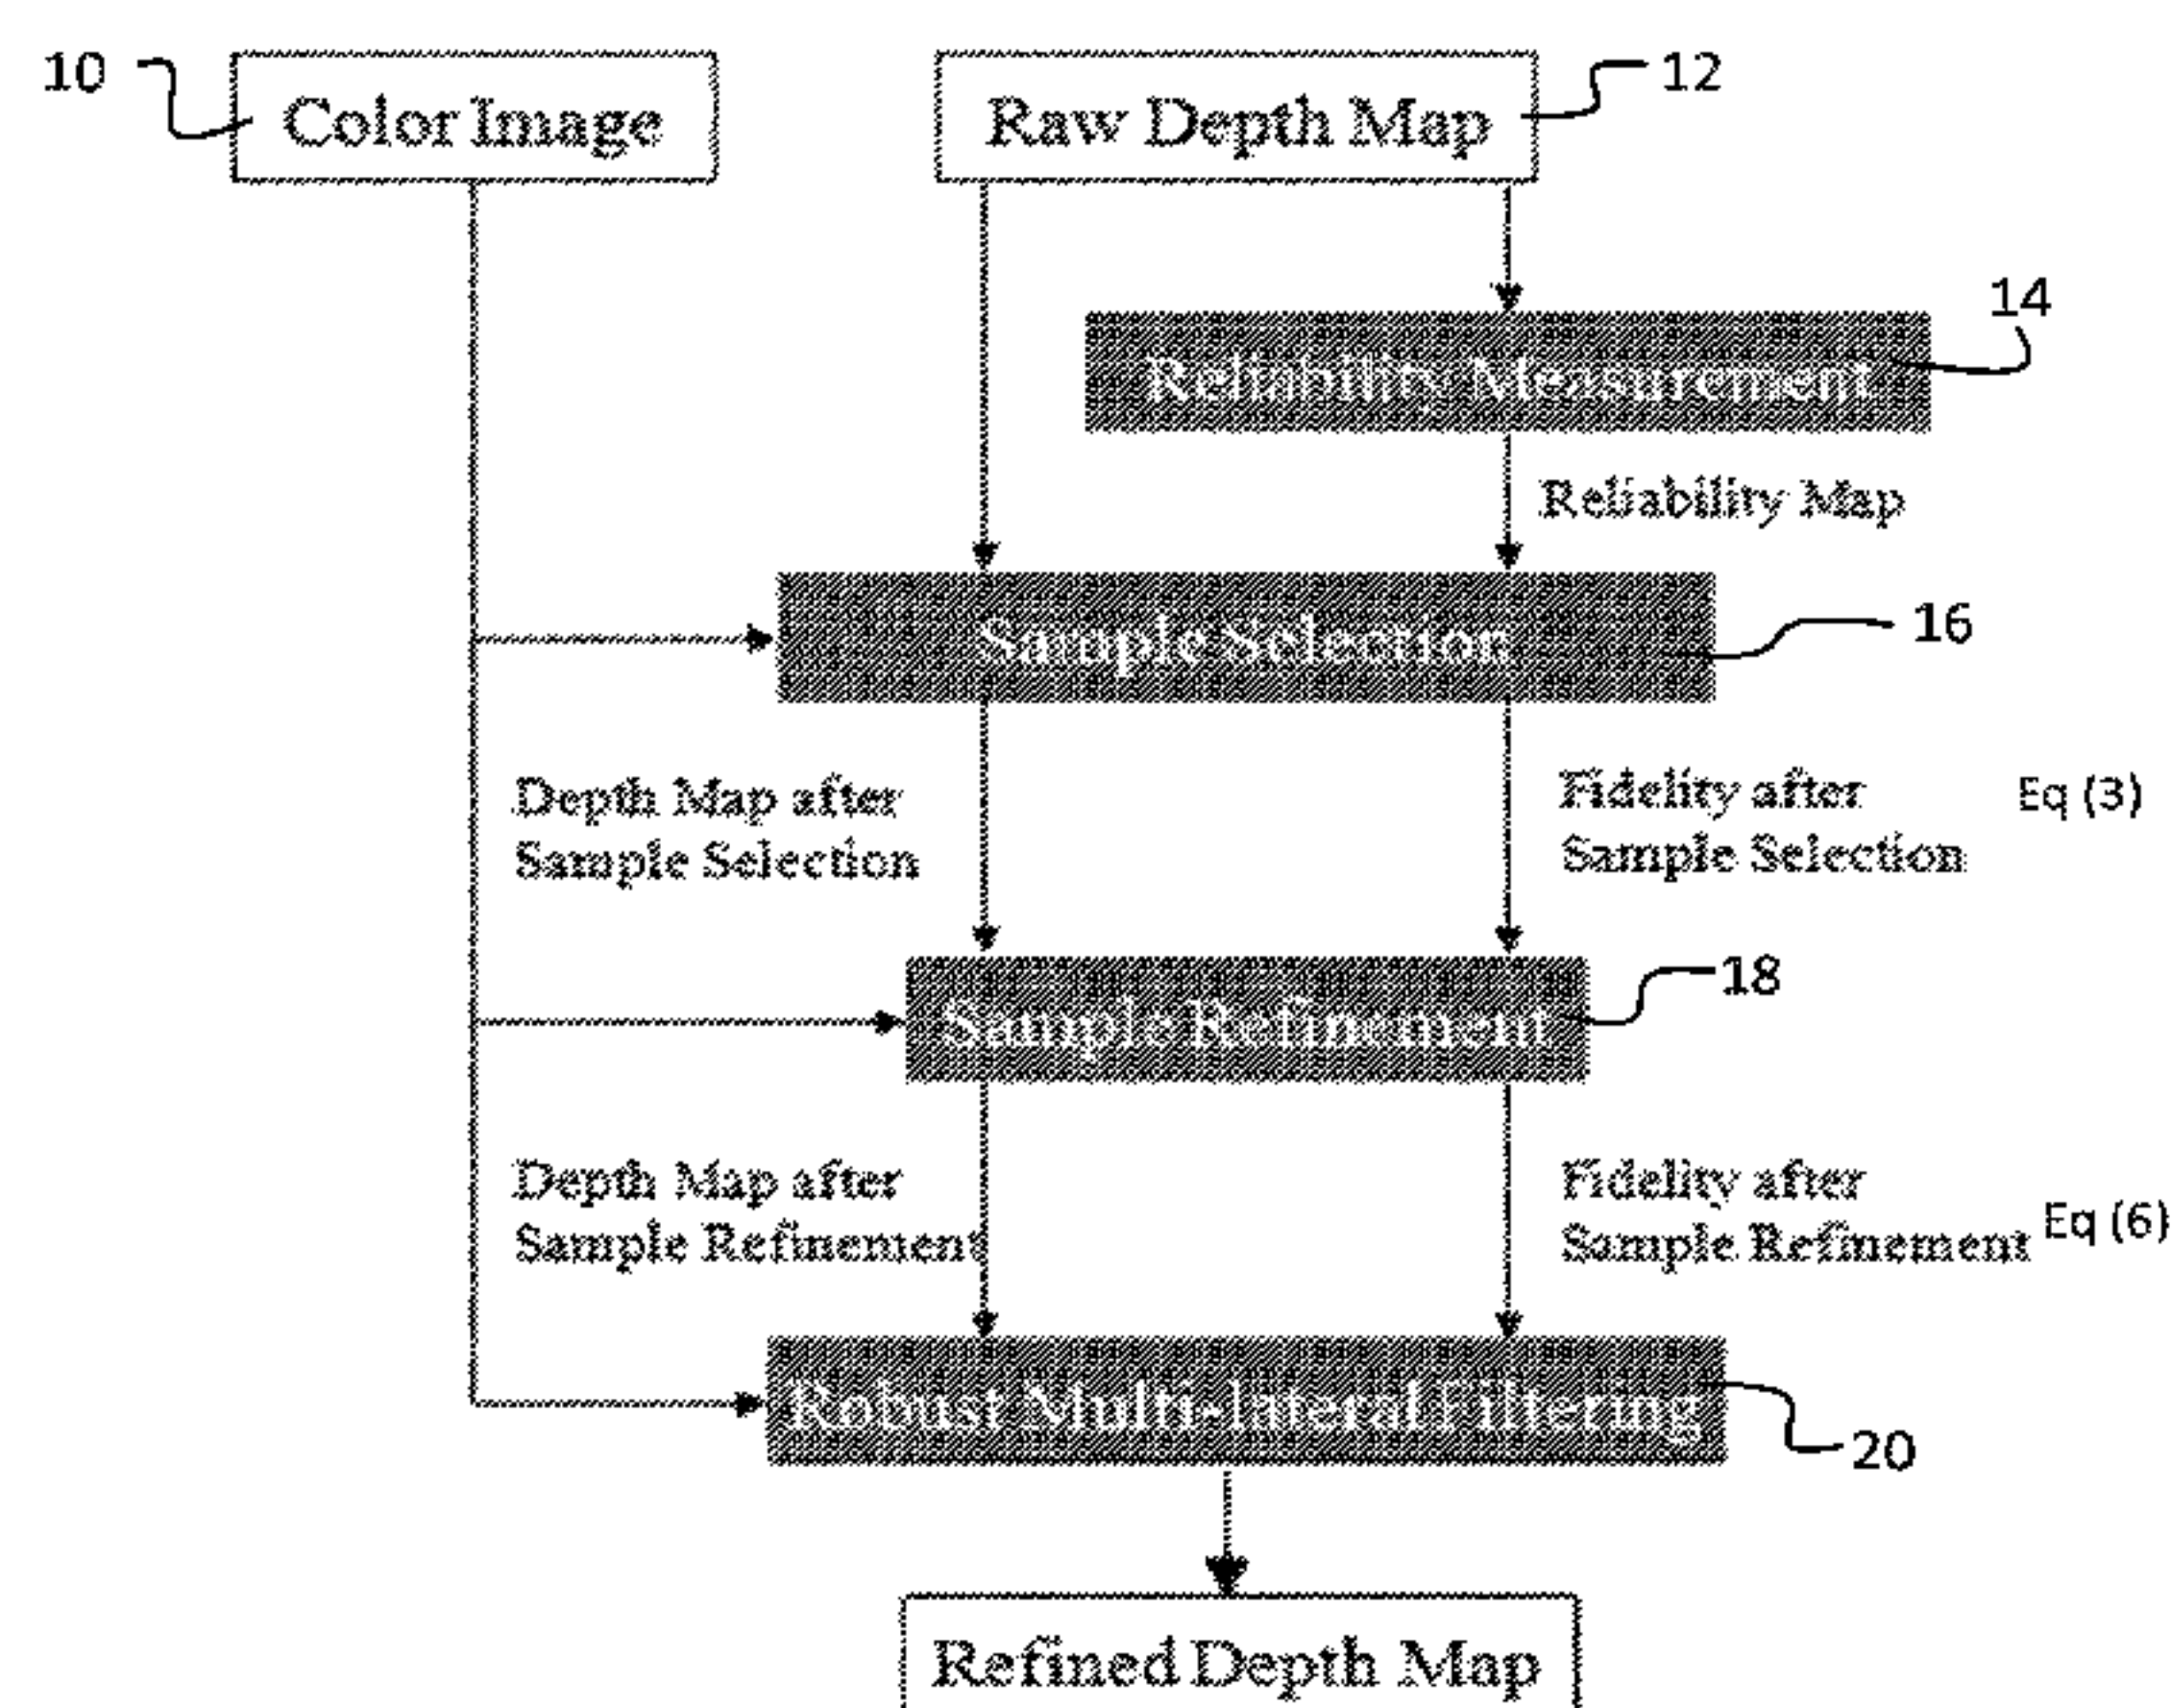 10
Color Image
Raw Depth Map
12
14
Reliability Measurement
Reliability Map
Sample Selection
16
Depth Map after
Sample Selection
Fidelity after
Sample Selection
Eq (3)
18
Sample Refinement
Depth Map after
Sample Refinement
Fidelity after
Sample Refinement
Eq (6)
Robust Multi-lateral Filtering
20
Refined Depth Map